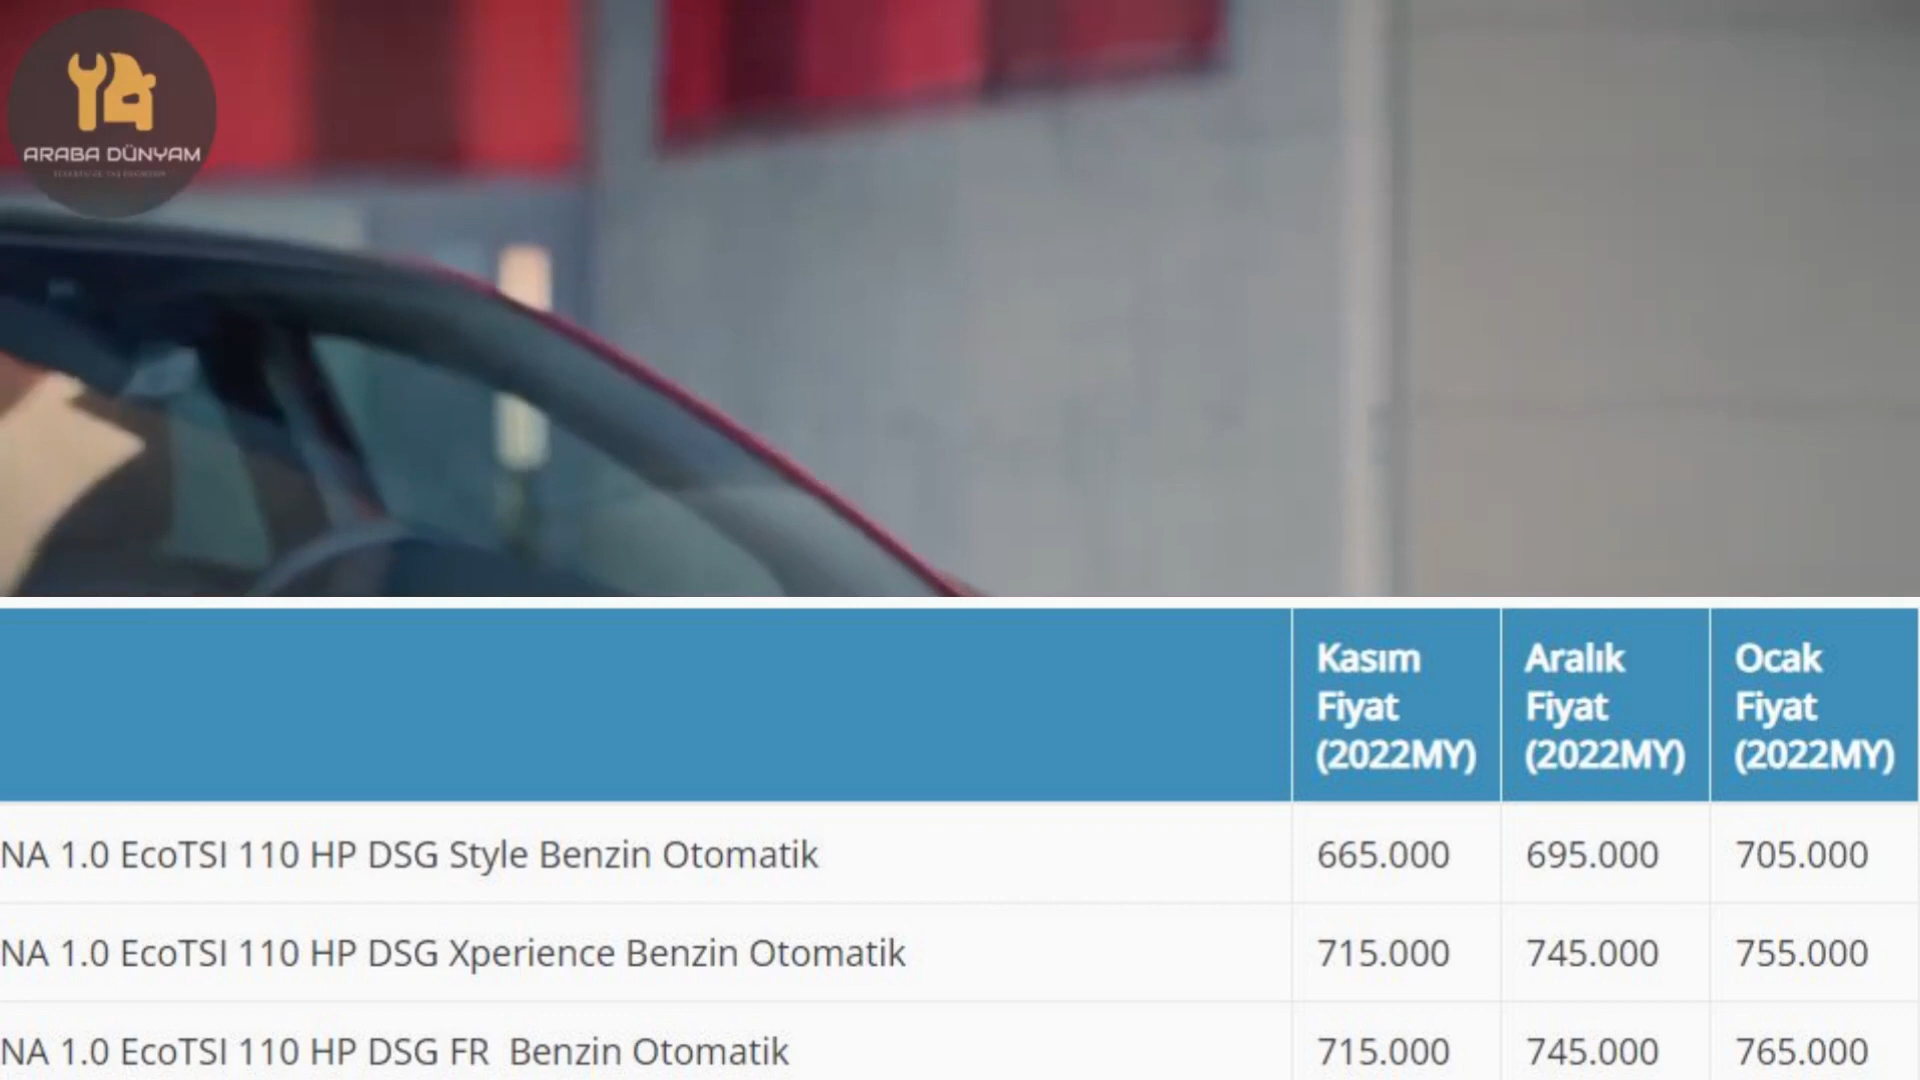 ARABA DÜNYAM
Kasım Fiyat (2022MY)
Aralık Fiyat (2022MY)
Ocak Fiyat (2022MY)
NA 1.0 EcoTSI 110 HP DSG Style Benzin Otomatik 665.000 695.000 705.000
NA 1.0 EcoTSI 110 HP DSG Xperience Benzin Otomatik 715.000 745.000 755.000
NA 1.0 EcoTSI 110 HP DSG FR Benzin Otomatik 715.000 745.000 765.000